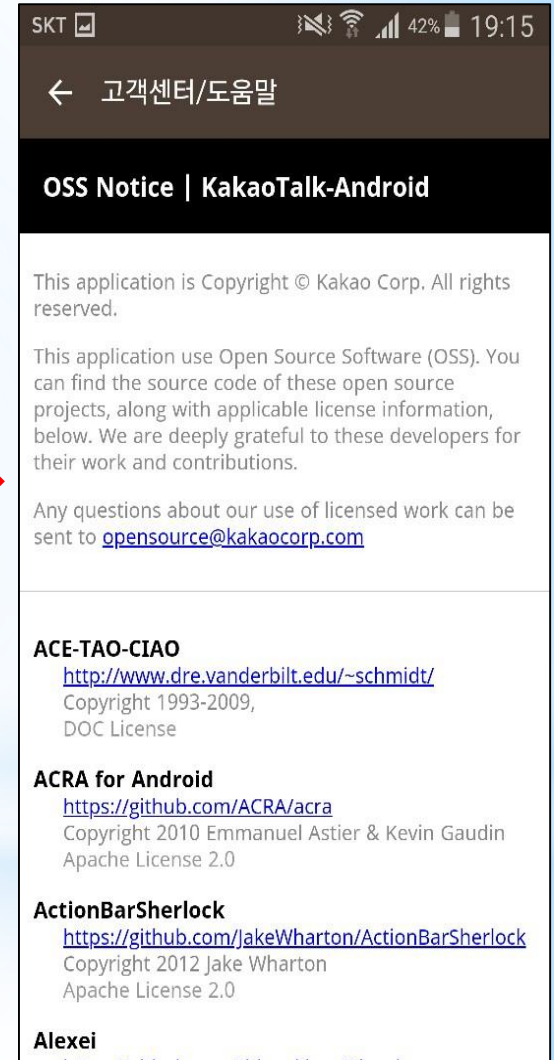 SKT 42% 19:15
← 고객센터/도움말
OSS Notice | KakaoTalk-Android
This application is Copyright © Kakao Corp. All rights
reserved.
This application use Open Source Software (OSS). You
can find the source code of these open source
projects, along with applicable license information,
below. We are deeply grateful to these developers for
their work and contributions.
Any questions about our use of licensed work can be
sent to opensource@kakaocorp.com
ACE-TAO-CIAO
http://www.dre.vanderbilt.edu/~schmidt/
Copyright 1993-2009,
DOC License
ACRA for Android
https://github.com/ACRA/acra
Copyright 2010 Emmanuel Astier & Kevin Gaudin
Apache License 2.0
ActionBarSherlock
https://github.com/JakeWharton/ActionBarSherlock
Copyright 2012 Jake Wharton
Apache License 2.0
Alexei